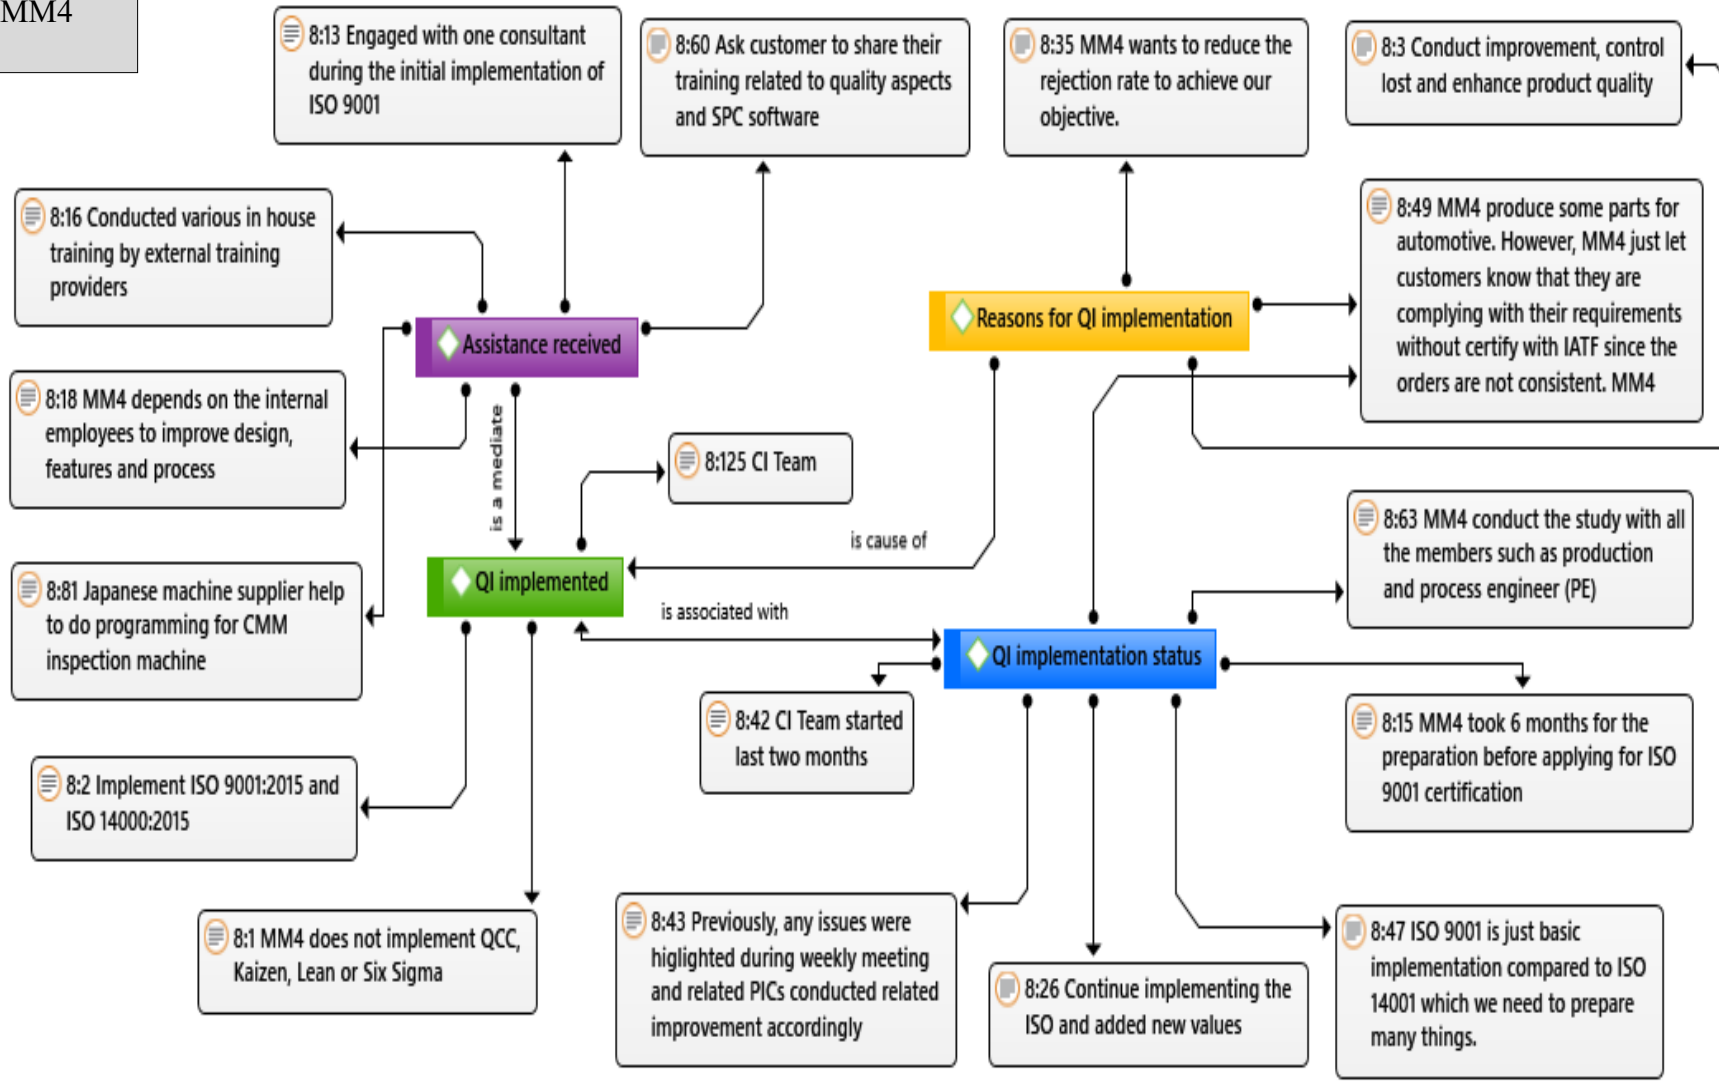 MM4
8:13 Engaged with one consultant
during the initial implementation of
ISO 9001
8:60 Ask customer to share their
training related to quality aspects
and SPC software
8:35 MM4 wants to reduce the
rejection rate to achieve our
objective.
8:3 Conduct improvement, control
lost and enhance product quality
8:16 Conducted various in house
training by external training
providers
8:49 MM4 produce some parts for
automotive. However, MM4 just let
customers know that they are
complying with their requirements
without certify with IATF since the
orders are not consistent. MM4
Assistance received
Reasons for QI implementation
8:18 MM4 depends on the internal
employees to improve design,
features and process
is a mediate
8:125 CI Team
is cause of
8:63 MM4 conduct the study with all
the members such as production
and process engineer (PE)
8:81 Japanese machine supplier help
to do programming for CMM
inspection machine
QI implemented
is associated with
QI implementation status
8:42 CI Team started
last two months
8:15 MM4 took 6 months for the
preparation before applying for ISO
9001 certification
8:2 Implement ISO 9001:2015 and
ISO 14000:2015
8:1 MM4 does not implement QCC,
Kaizen, Lean or Six Sigma
8:43 Previously, any issues were
higlighted during weekly meeting
and related PICs conducted related
improvement accordingly
8:26 Continue implementing the
ISO and added new values
8:47 ISO 9001 is just basic
implementation compared to ISO
14001 which we need to prepare
many things.